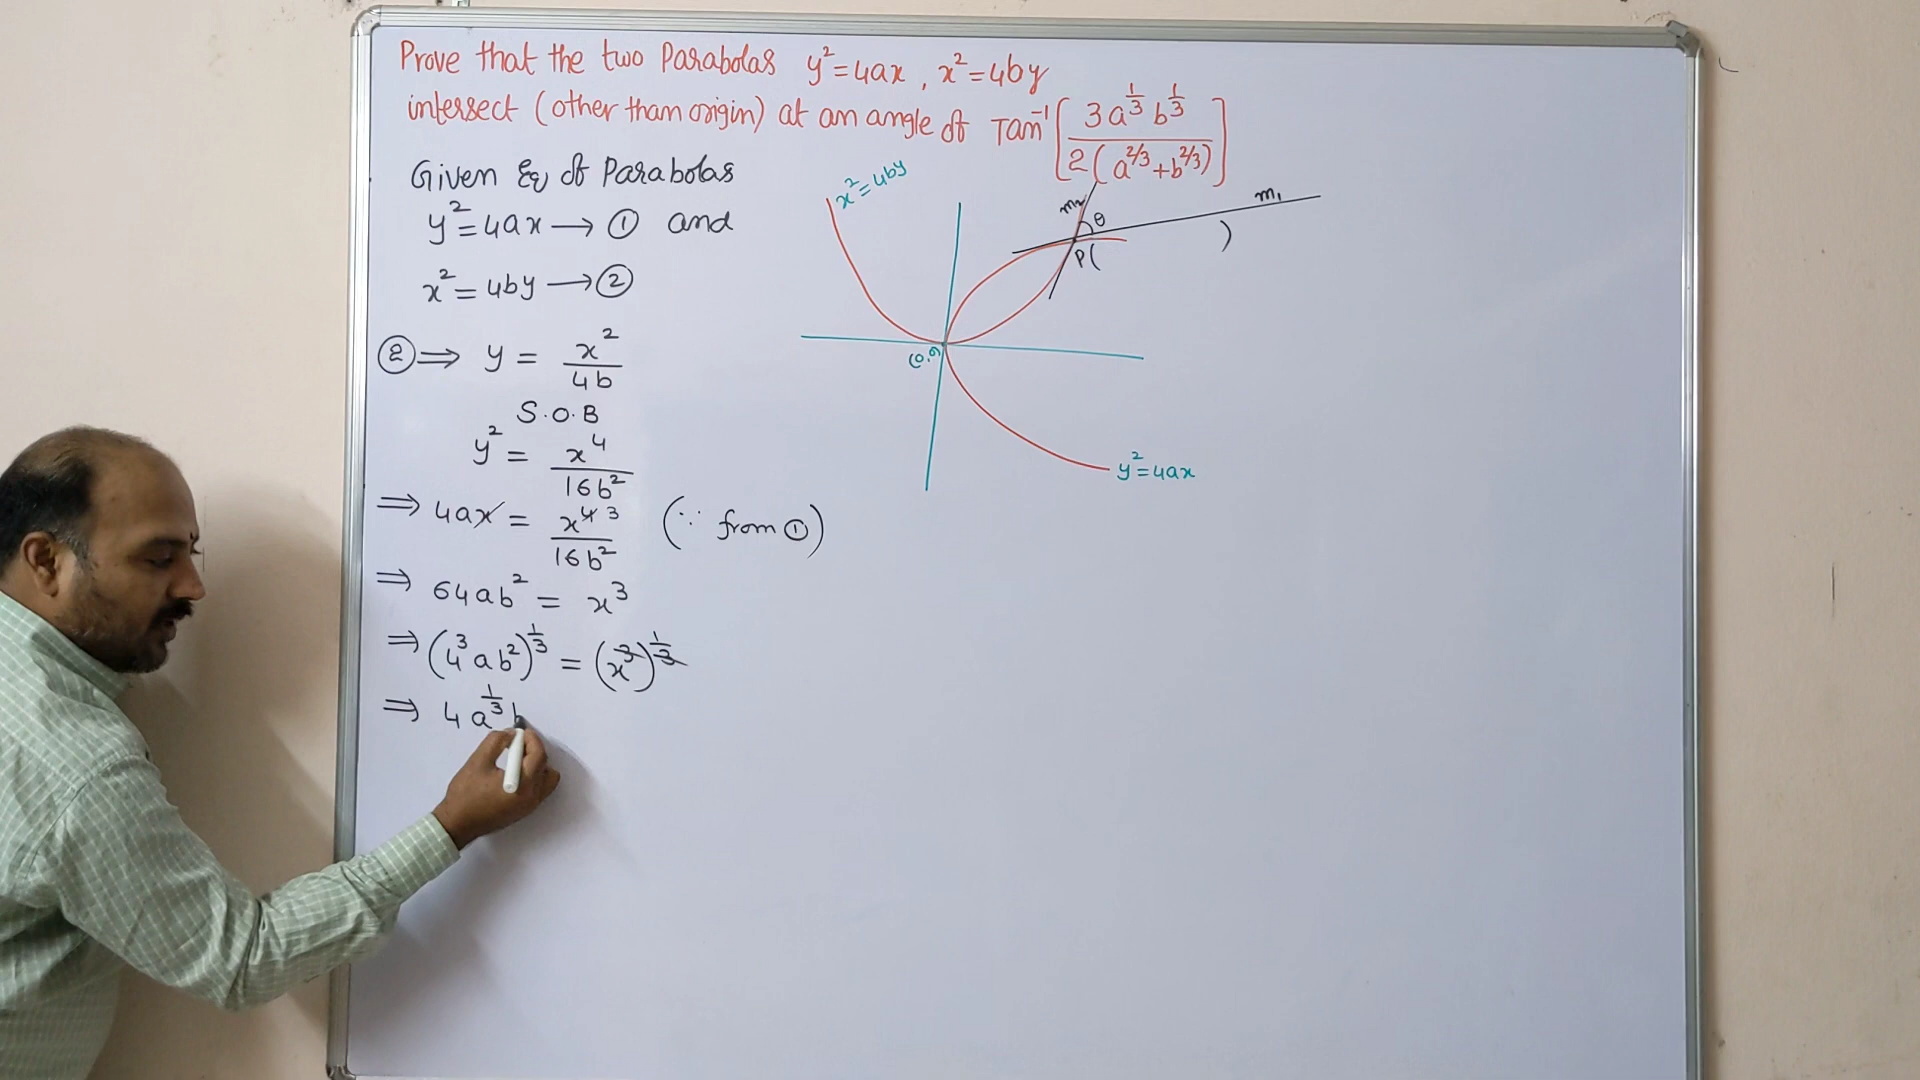 Prove that the two Parabolas y²=4ax, x²=4by
intersect (other than origin) at an angle of Tan⁻¹[3a^{1/3} b^{1/3} / 2(a^{2/3}+b^{2/3})]
Given Eq of Parabolas
y²=4ax → ① and
x²=4by → ②
② ⇒ y = x²/4b
S.O.B
y² = x⁴/16b²
⇒ 4ax = x⁴ ³/16b² (∵ from ①)
⇒ 64ab² = x³
⇒ (4³ab²)^{1/3} = (x³)^{1/3}
⇒ 4a^{1/3} b
x²=4by
m₂
θ
m₁
P( )
(0,0)
y²=4ax